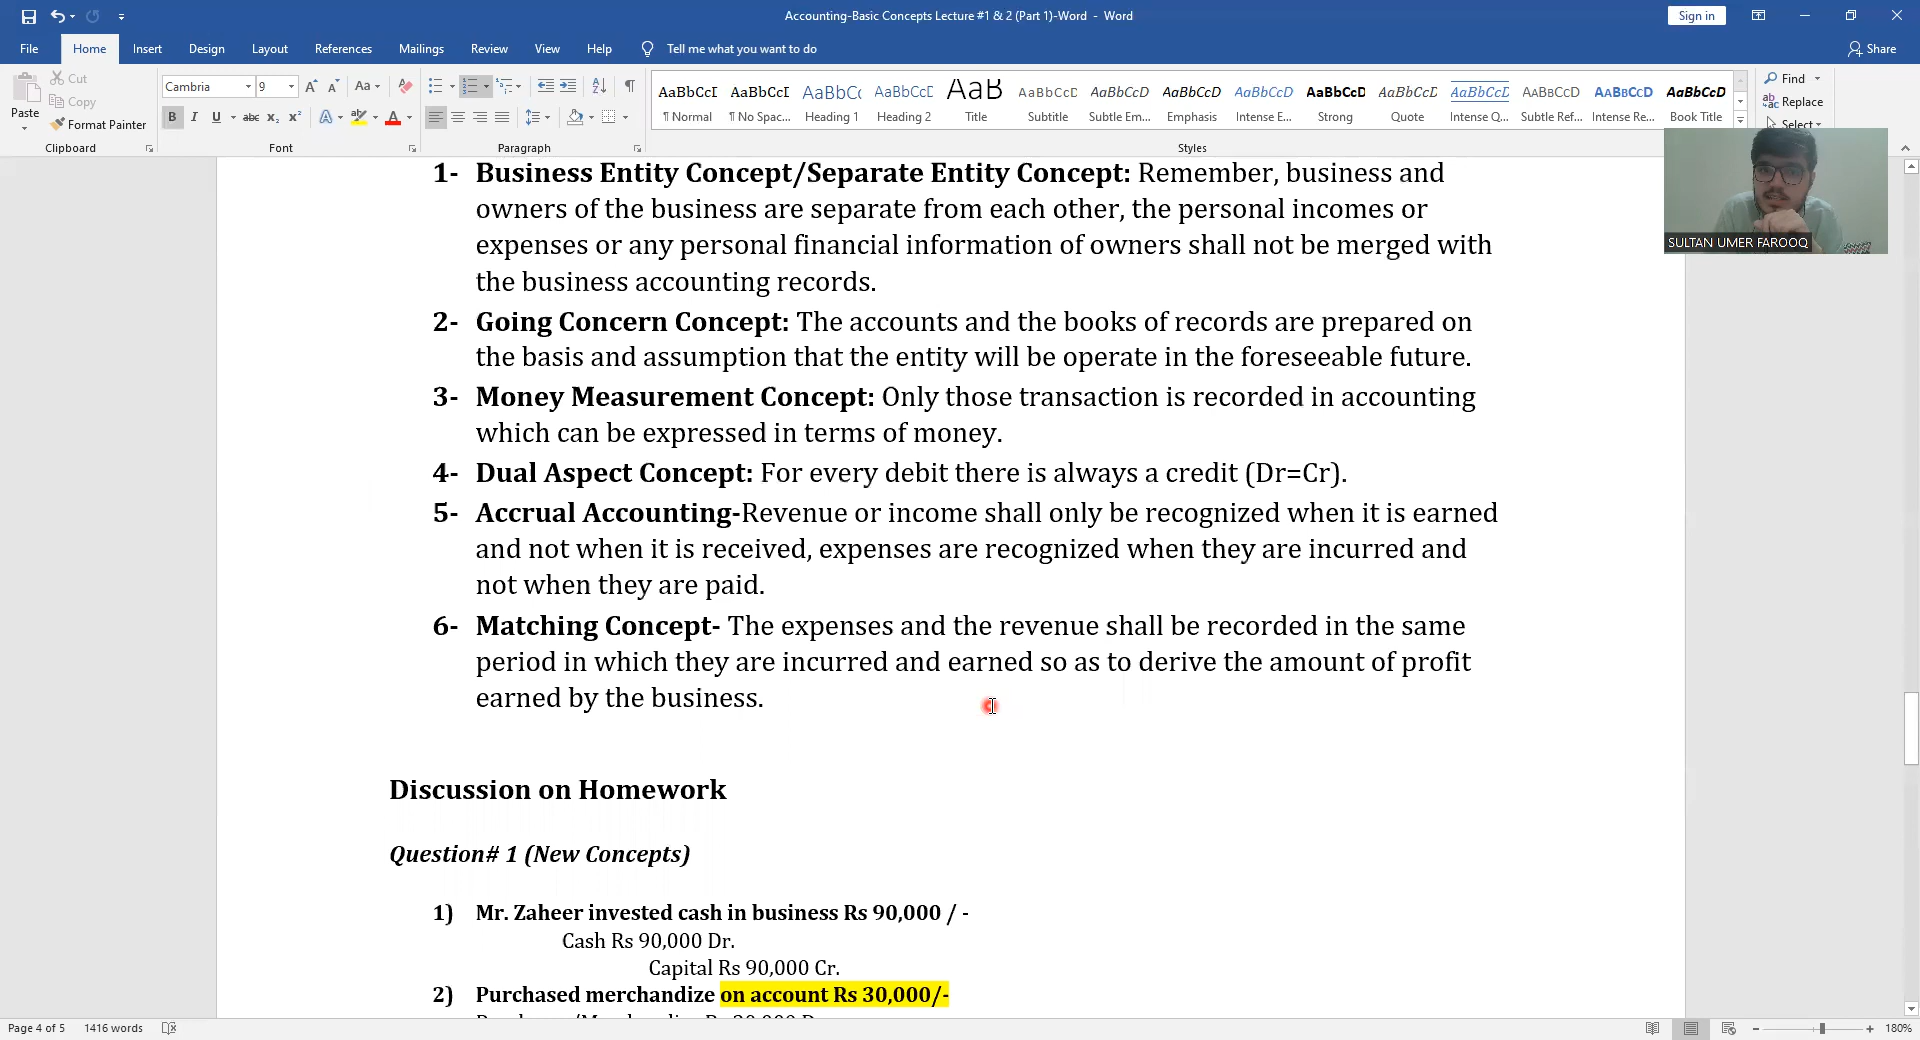 Accounting-Basic Concepts Lecture #1 & 2 (Part 1)-Word - Word
Sign in
File Home Insert Design Layout References Mailings Review View Help Tell me what you want to do
Share
Cut
Copy
Paste
Format Painter
Clipboard
Cambria 9
Font
Paragraph
AaBbCcI AaBbCcI AaBbCc AaBbCcE AaB AaBbCcD AaBbCcD AaBbCcD AaBbCcD AaBbCcD AaBbCcD AaBbCcD AaBbCcD AaBbCcD AaBbCcD
¶ Normal ¶ No Spac... Heading 1 Heading 2 Title Subtitle Subtle Em... Emphasis Intense E... Strong Quote Intense Q... Subtle Ref... Intense Re... Book Title
Styles
Find
Replace
Select
SULTAN UMER FAROOQ
1- Business Entity Concept/Separate Entity Concept: Remember, business and
owners of the business are separate from each other, the personal incomes or
expenses or any personal financial information of owners shall not be merged with
the business accounting records.
2- Going Concern Concept: The accounts and the books of records are prepared on
the basis and assumption that the entity will be operate in the foreseeable future.
3- Money Measurement Concept: Only those transaction is recorded in accounting
which can be expressed in terms of money.
4- Dual Aspect Concept: For every debit there is always a credit (Dr=Cr).
5- Accrual Accounting-Revenue or income shall only be recognized when it is earned
and not when it is received, expenses are recognized when they are incurred and
not when they are paid.
6- Matching Concept- The expenses and the revenue shall be recorded in the same
period in which they are incurred and earned so as to derive the amount of profit
earned by the business.
Discussion on Homework
Question# 1 (New Concepts)
1) Mr. Zaheer invested cash in business Rs 90,000 / -
Cash Rs 90,000 Dr.
Capital Rs 90,000 Cr.
2) Purchased merchandize on account Rs 30,000/-
Page 4 of 5 1416 words
180%